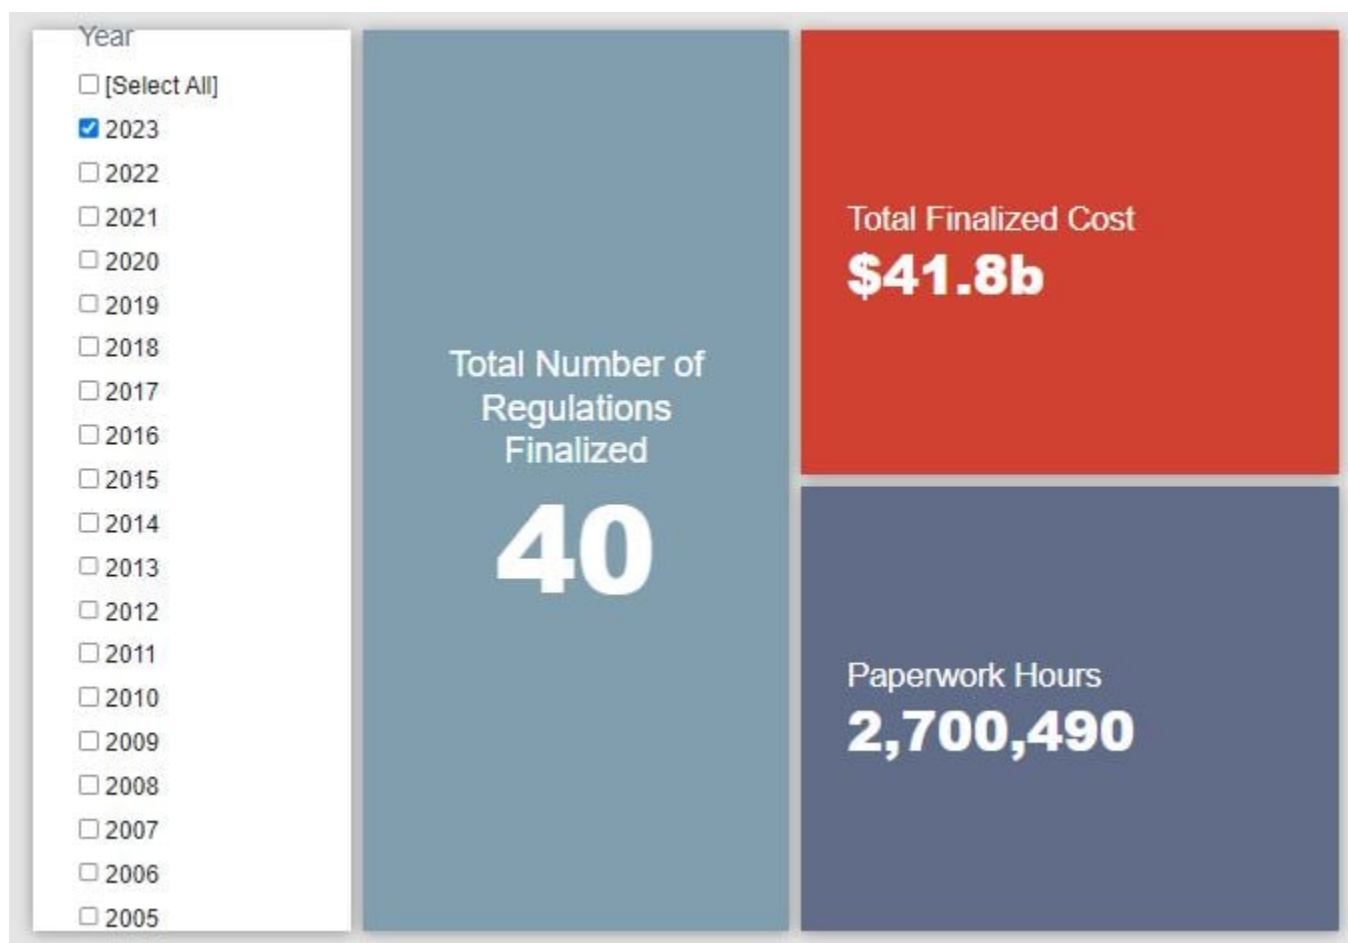 Year
[Select All]
2023
2022
2021
2020
2019
2018
2017
2016
2015
2014
2013
2012
2011
2010
2009
2008
2007
2006
2005
Total Number of
Regulations
Finalized
40
Total Finalized Cost
$41.8b
Paperwork Hours
2,700,490